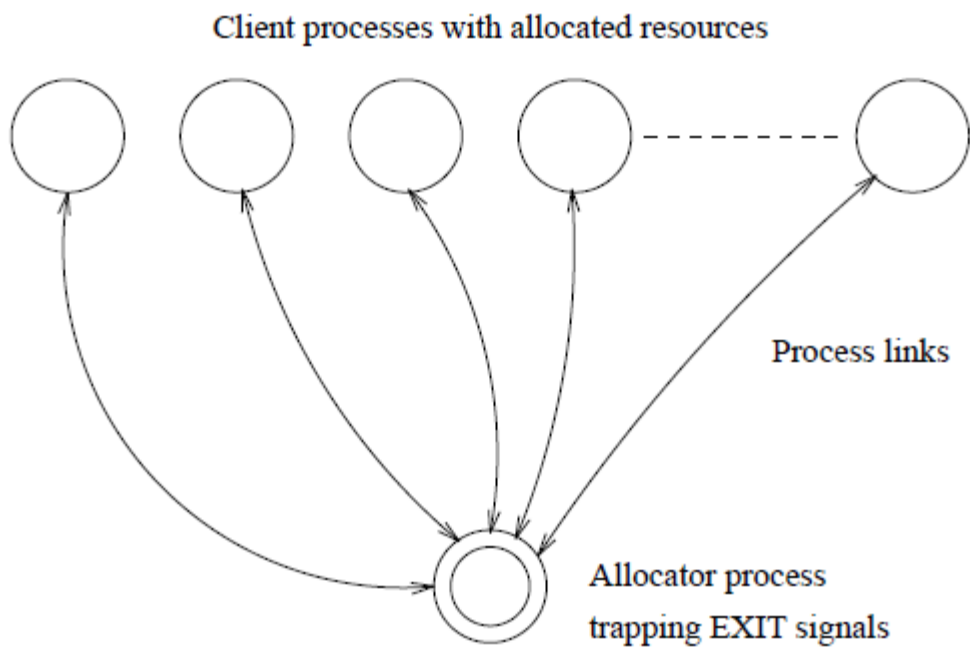 Client processes with allocated resources
Process links
Allocator process
trapping EXIT signals